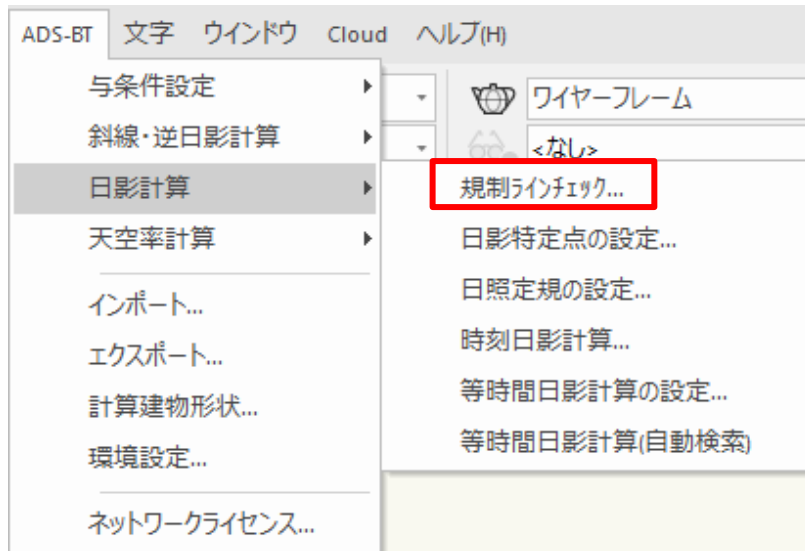 ADS-BT 文字 ウインドウ Cloud ヘルプ(H)
与条件設定
ワイヤーフレーム
斜線・逆日影計算
<なし>
日影計算
規制ﾗｲﾝﾁｪｯｸ...
天空率計算
日影特定点の設定...
日照定規の設定...
インポート...
時刻日影計算...
エクスポート...
等時間日影計算の設定...
計算建物形状...
等時間日影計算(自動検索)
環境設定...
ネットワークライセンス...